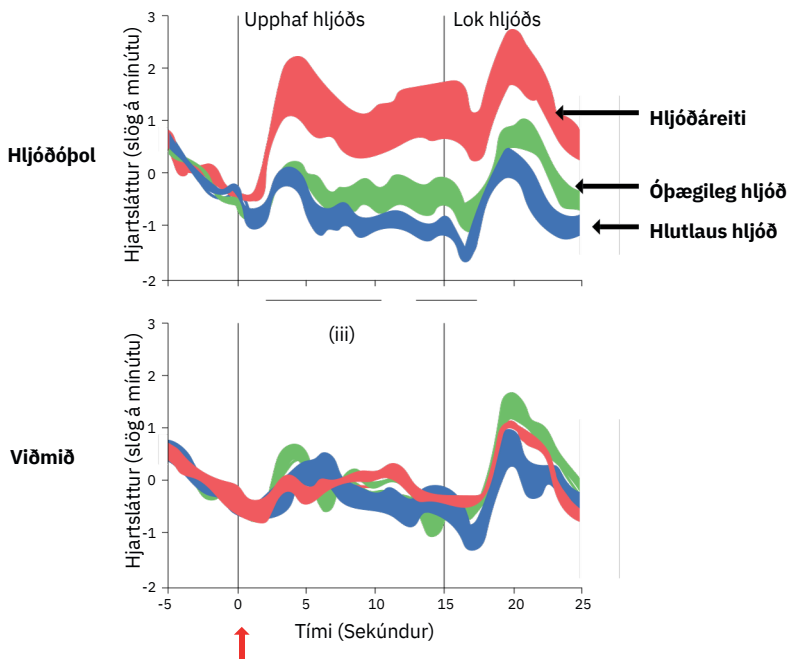 Upphaf hljóðs
Lok hljóðs
Hjartsláttur (slög á mínútu)
3
2
1
0
-1
-2
Hljóðóþol
Hljóðáreiti
Óþægileg hljóð
Hlutlaus hljóð
(iii)
Hjartsláttur (slög á mínútu)
3
2
1
0
-1
-2
Viðmið
-5 0 5 10 15 20 25
Tími (Sekúndur)